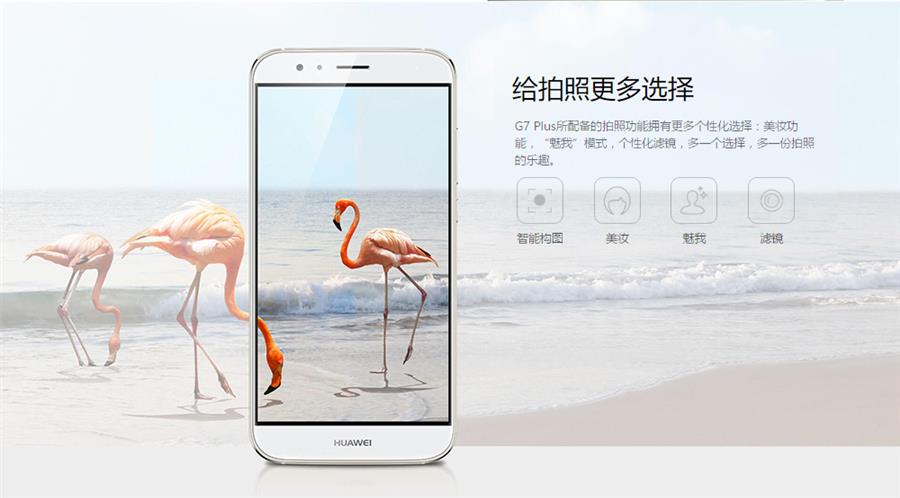 给拍照更多选择
G7 Plus所配备的拍照功能拥有更多个性化选择：美妆功
能，“魅我”模式，个性化滤镜，多一个选择，多一份拍照
的乐趣。
智能构图 美妆 魅我 滤镜
HUAWEI